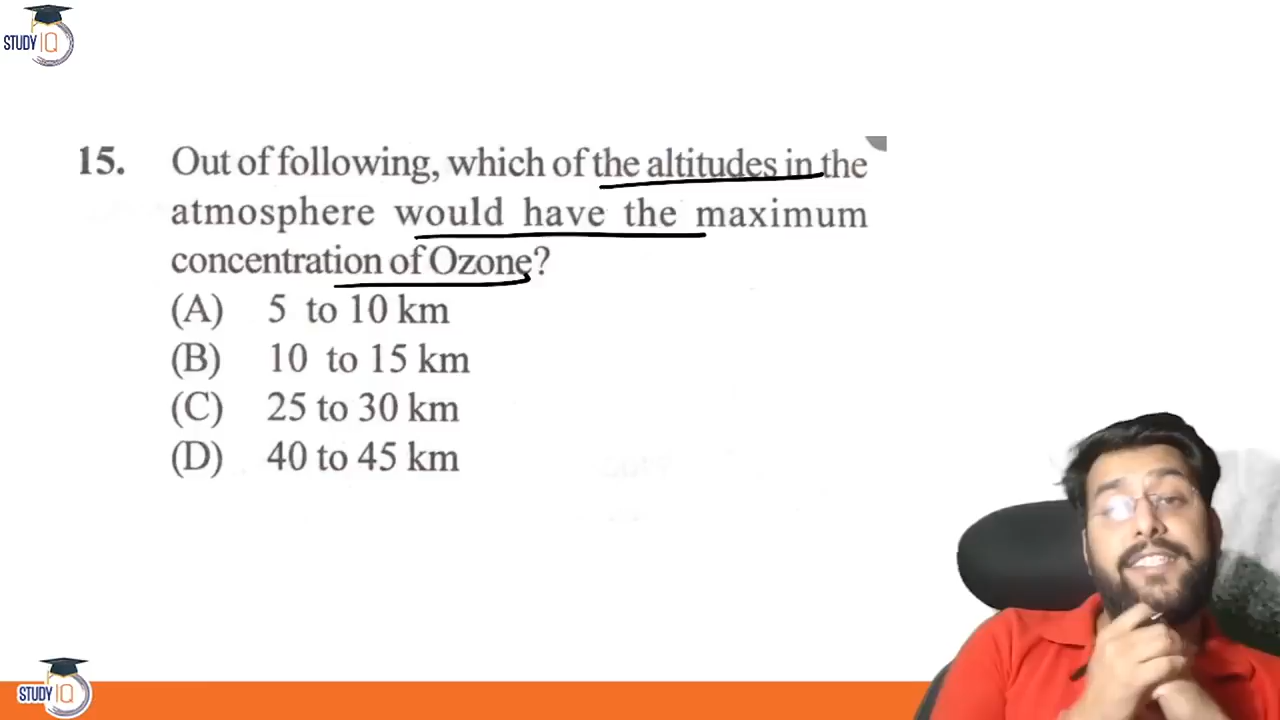 STUDY IQ
15. Out of following, which of the altitudes in the
atmosphere would have the maximum
concentration of Ozone?
(A) 5 to 10 km
(B) 10 to 15 km
(C) 25 to 30 km
(D) 40 to 45 km
STUDY IQ